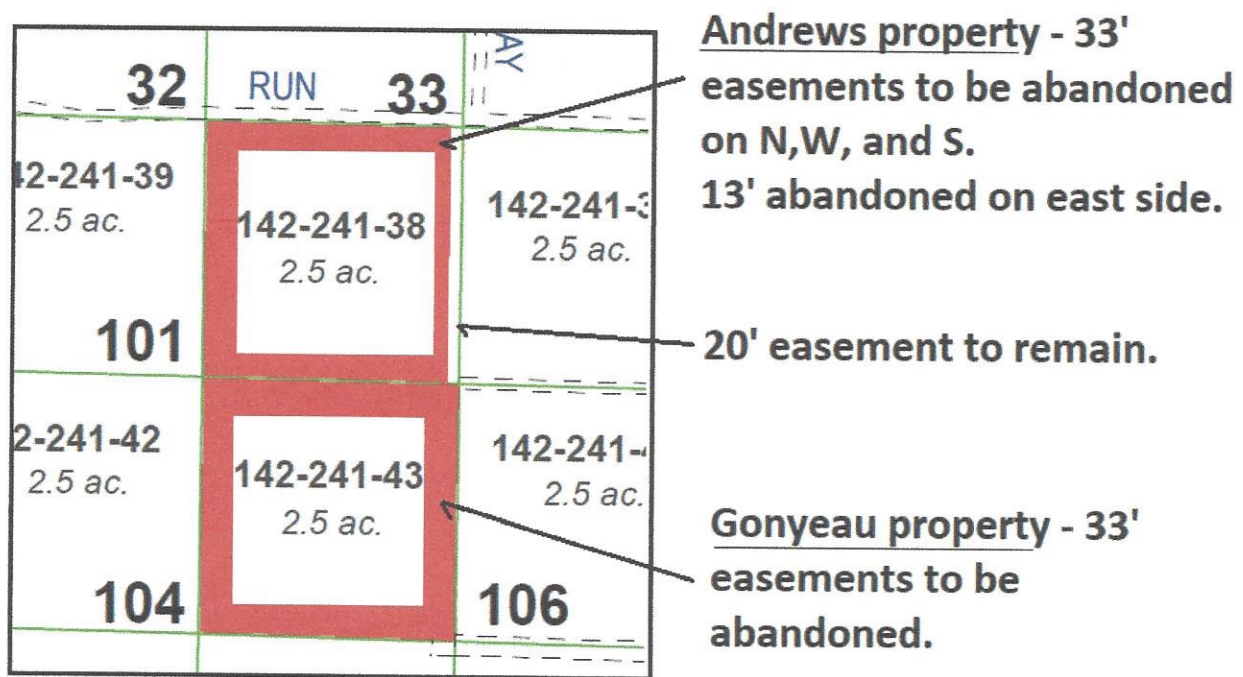 32 RUN 33 AY
Andrews property - 33'
easements to be abandoned
on N,W, and S.
13' abandoned on east side.
42-241-39
2.5 ac.
142-241-38
2.5 ac.
142-241-3
2.5 ac.
101
20' easement to remain.
2-241-42
2.5 ac.
142-241-43
2.5 ac.
142-241-
2.5 ac.
104
106
Gonyeau property - 33'
easements to be
abandoned.